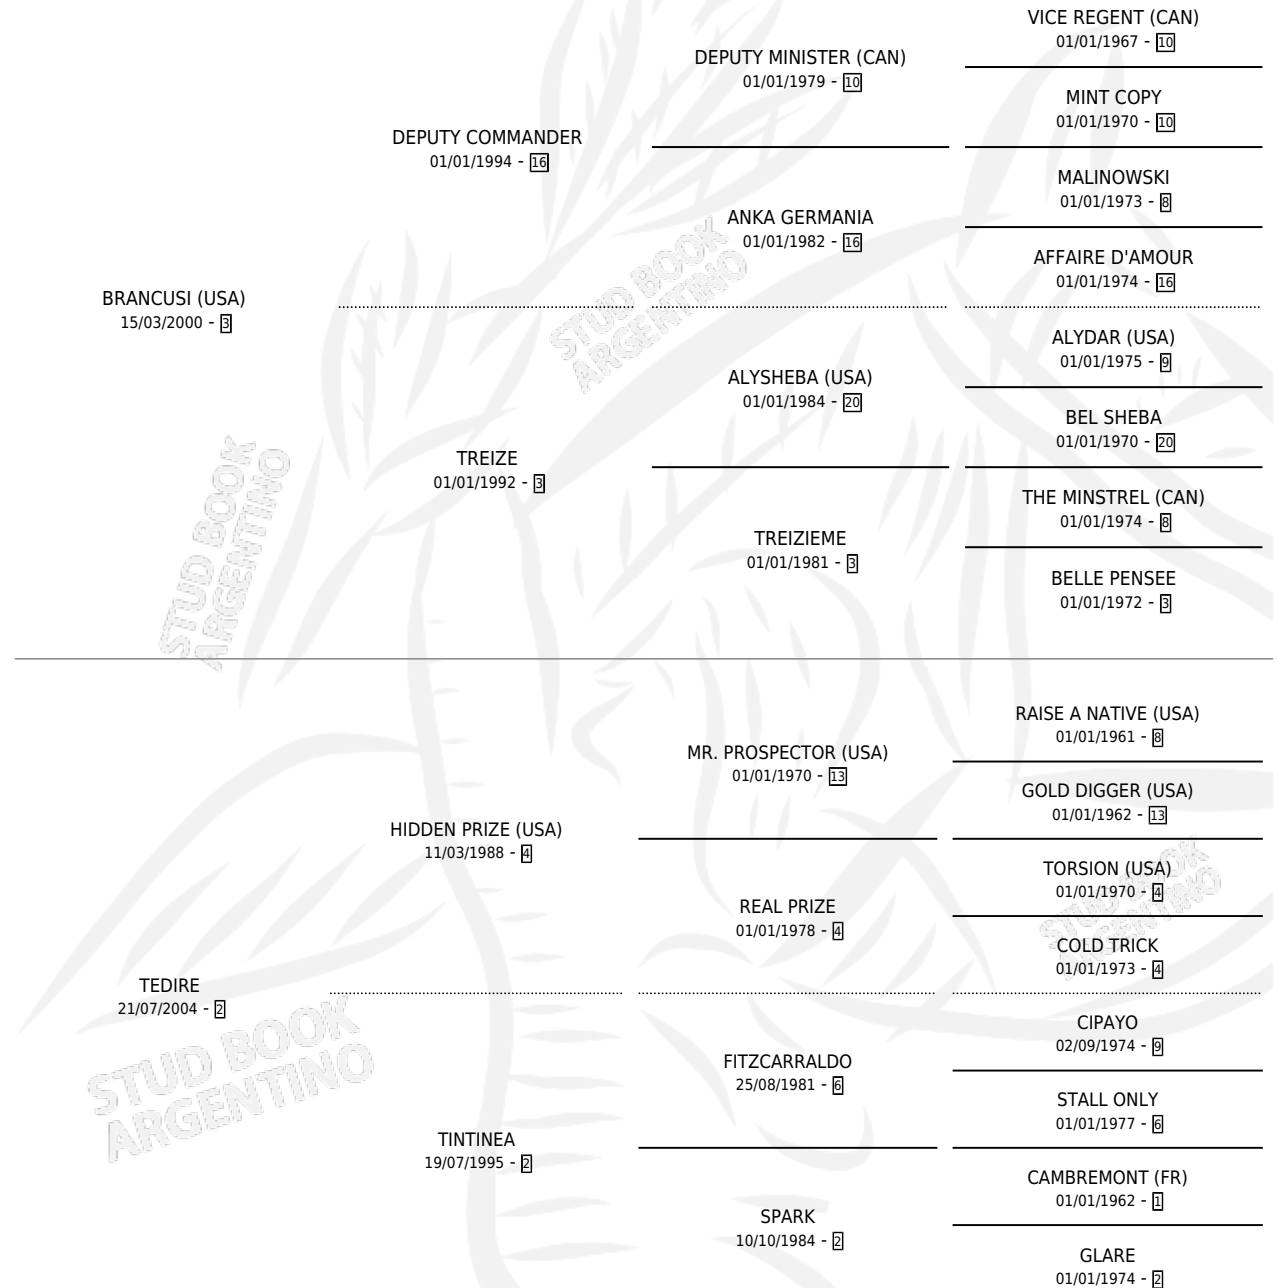 VICE REGENT (CAN)
01/01/1967 - 10
DEPUTY MINISTER (CAN)
01/01/1979 - 10
MINT COPY
01/01/1970 - 10
DEPUTY COMMANDER
01/01/1994 - 16
MALINOWSKI
01/01/1973 - 8
ANKA GERMANIA
01/01/1982 - 16
AFFAIRE D'AMOUR
01/01/1974 - 16
BRANCUSI (USA)
15/03/2000 - 3
STUD BOOK
ARGENTINO
ALYDAR (USA)
01/01/1975 - 9
ALYSHEBA (USA)
01/01/1984 - 20
BEL SHEBA
01/01/1970 - 20
TREIZE
01/01/1992 - 3
THE MINSTREL (CAN)
01/01/1974 - 8
TREIZIEME
01/01/1981 - 3
BELLE PENSEE
01/01/1972 - 3
STUD BOOK
ARGENTINO
RAISE A NATIVE (USA)
01/01/1961 - 8
MR. PROSPECTOR (USA)
01/01/1970 - 13
GOLD DIGGER (USA)
01/01/1962 - 13
HIDDEN PRIZE (USA)
11/03/1988 - 4
TORSION (USA)
01/01/1970 - 4
REAL PRIZE
01/01/1978 - 4
COLD TRICK
01/01/1973 - 4
STUD BOOK
ARGENTINO
TEDIRE
21/07/2004 - 2
CIPAYO
02/09/1974 - 9
FITZCARRALDO
25/08/1981 - 6
STALL ONLY
01/01/1977 - 6
STUD BOOK
ARGENTINO
TINTINEA
19/07/1995 - 2
CAMBREMONT (FR)
01/01/1962 - 1
SPARK
10/10/1984 - 2
GLARE
01/01/1974 - 2